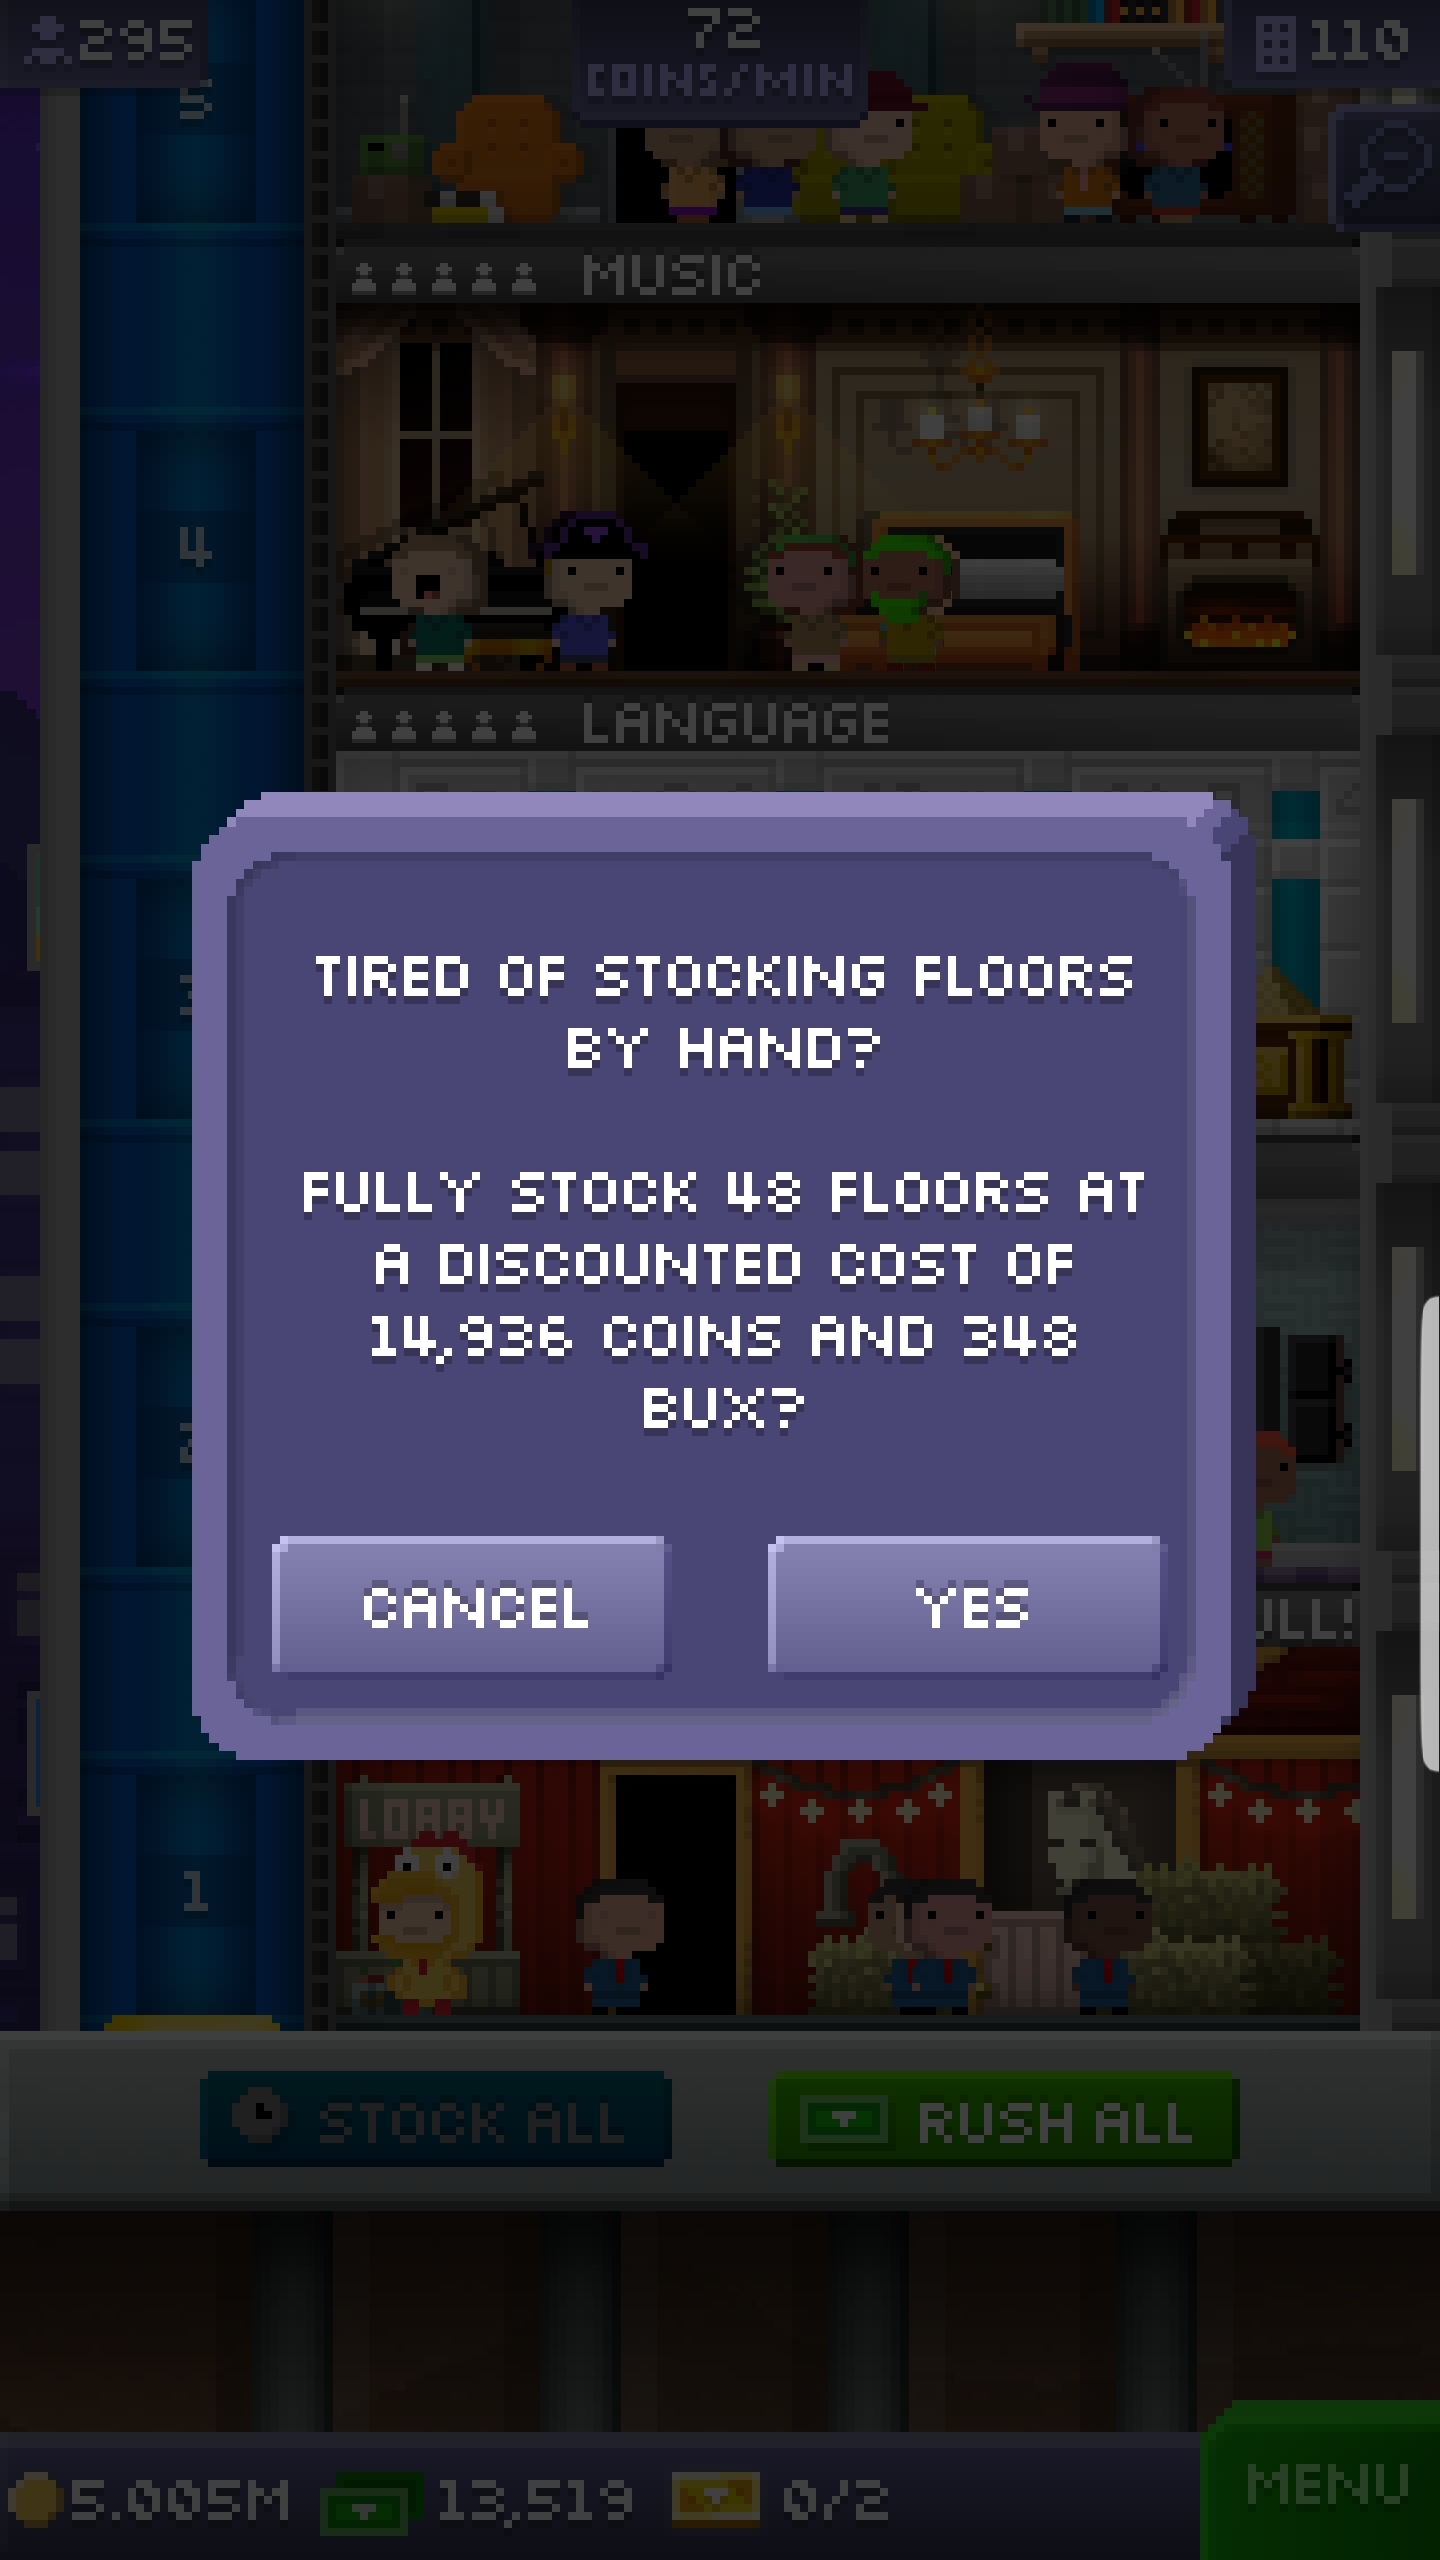 295
72
COINS/MIN
110
5
MUSIC
4
LANGUAGE
TIRED OF STOCKING FLOORS
BY HAND?
FULLY STOCK 48 FLOORS AT
A DISCOUNTED COST OF
14,936 COINS AND 348
BUX?
CANCEL
YES
LOBBY
1
STOCK ALL
RUSH ALL
5.005M
13,519
0/2
MENU